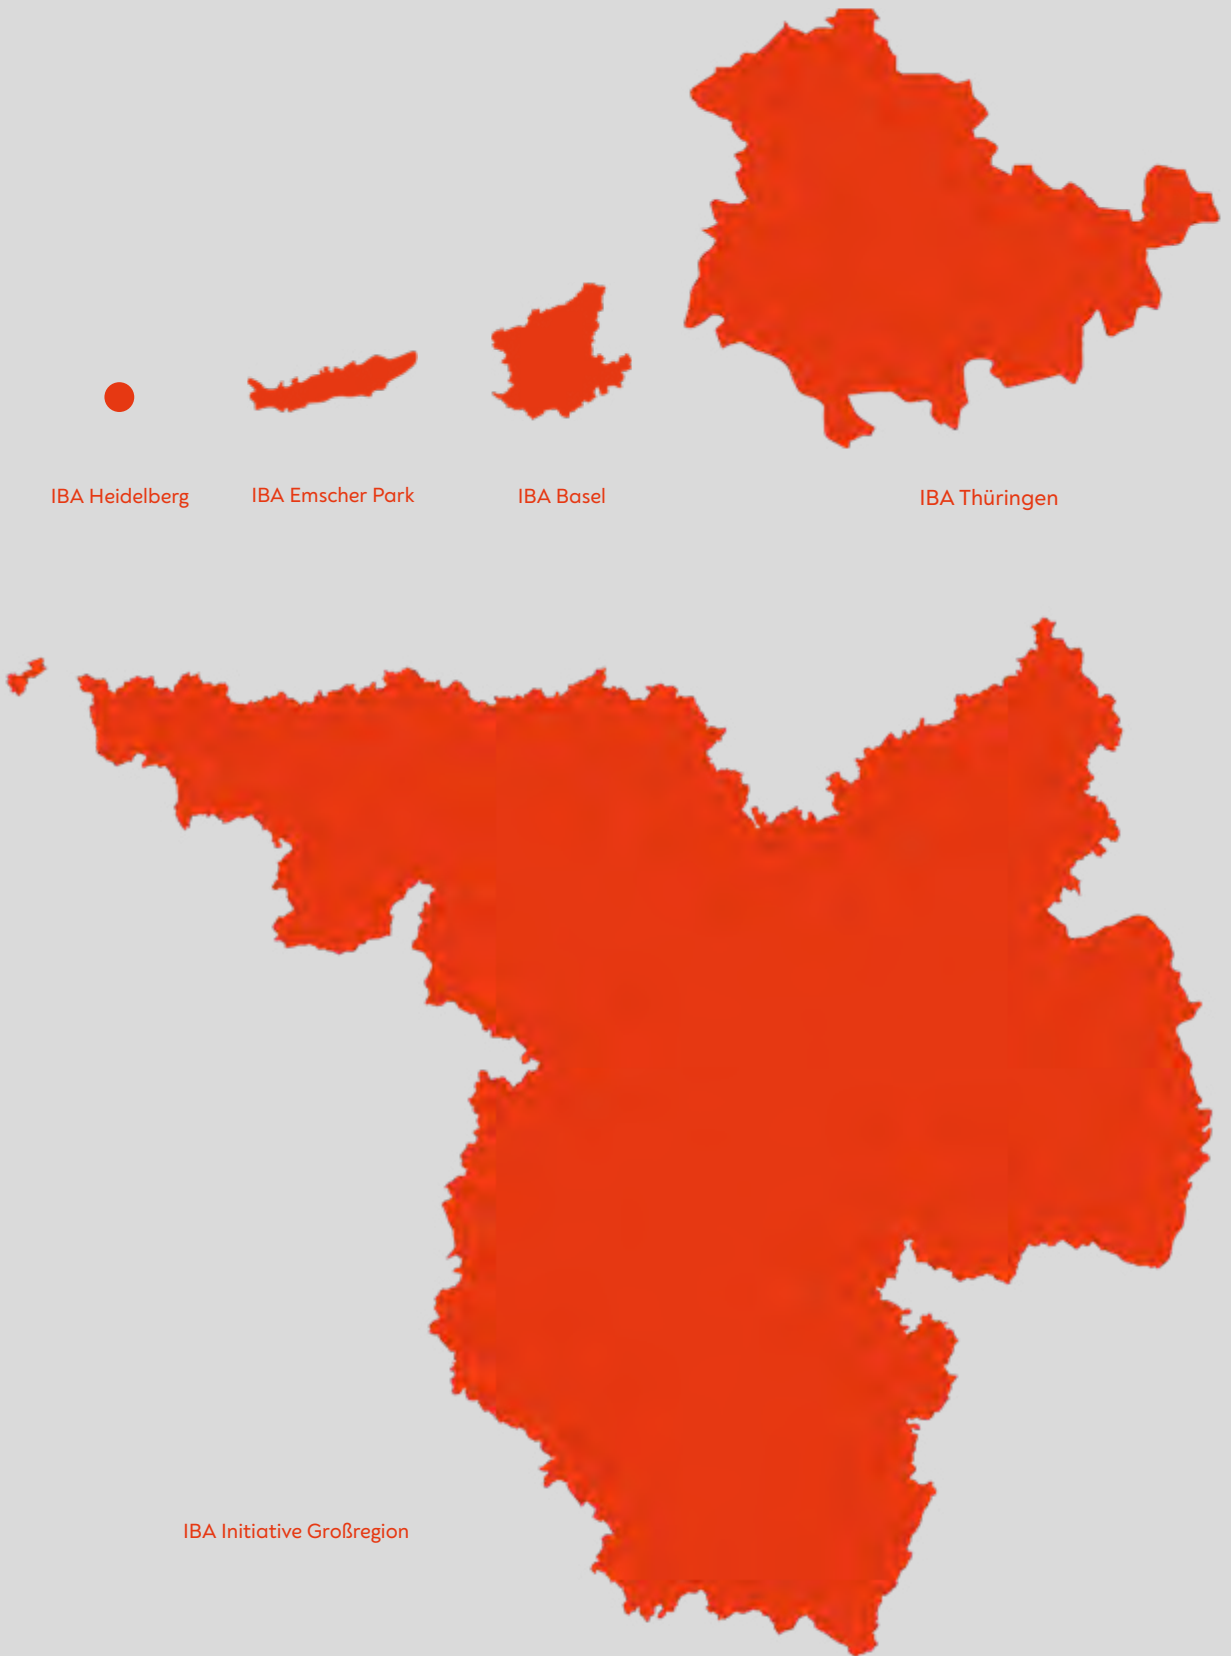 IBA Heidelberg
IBA Emscher Park
IBA Basel
IBA Thüringen
IBA Initiative Großregion